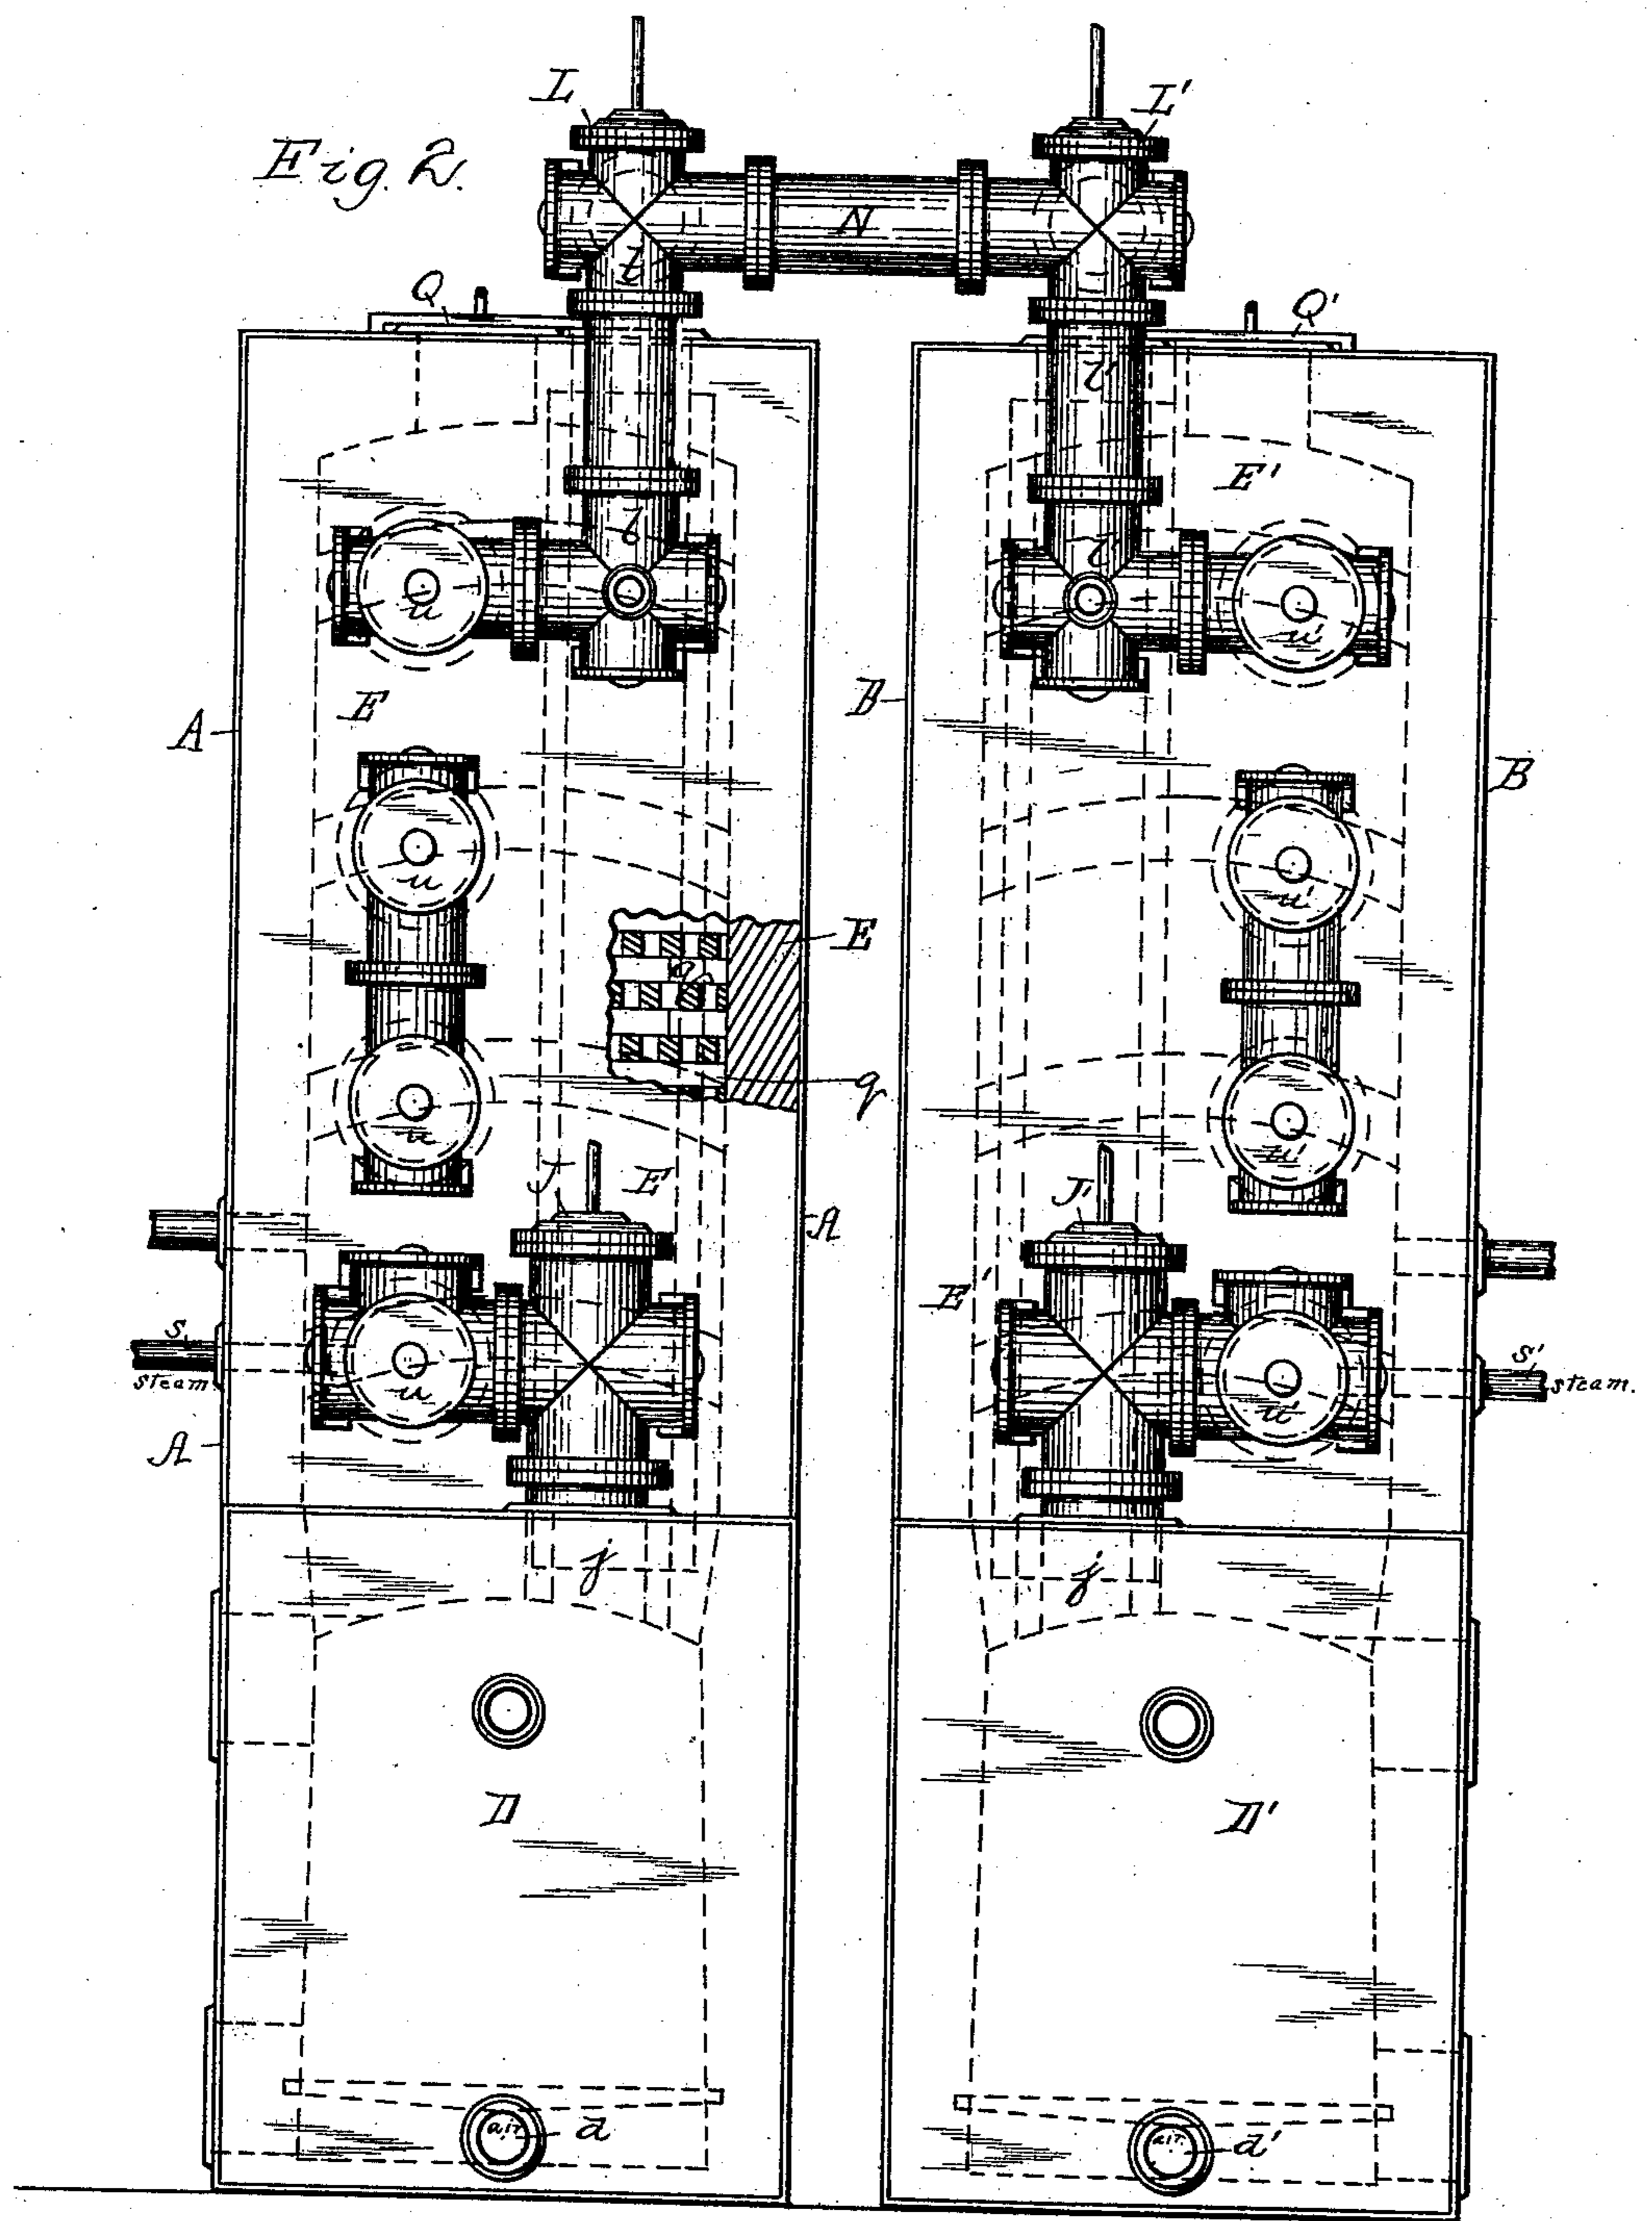 Fig. 2.
L
L'
N
t
Q
Q'
l'
E'
b
u
u'
A
E
B
B
u
u'
E
q
q
u
u'
J
E
A
J'
E'
s
steam
s'
steam.
u
u'
A
j
j'
D
D'
air
d
air.
d'